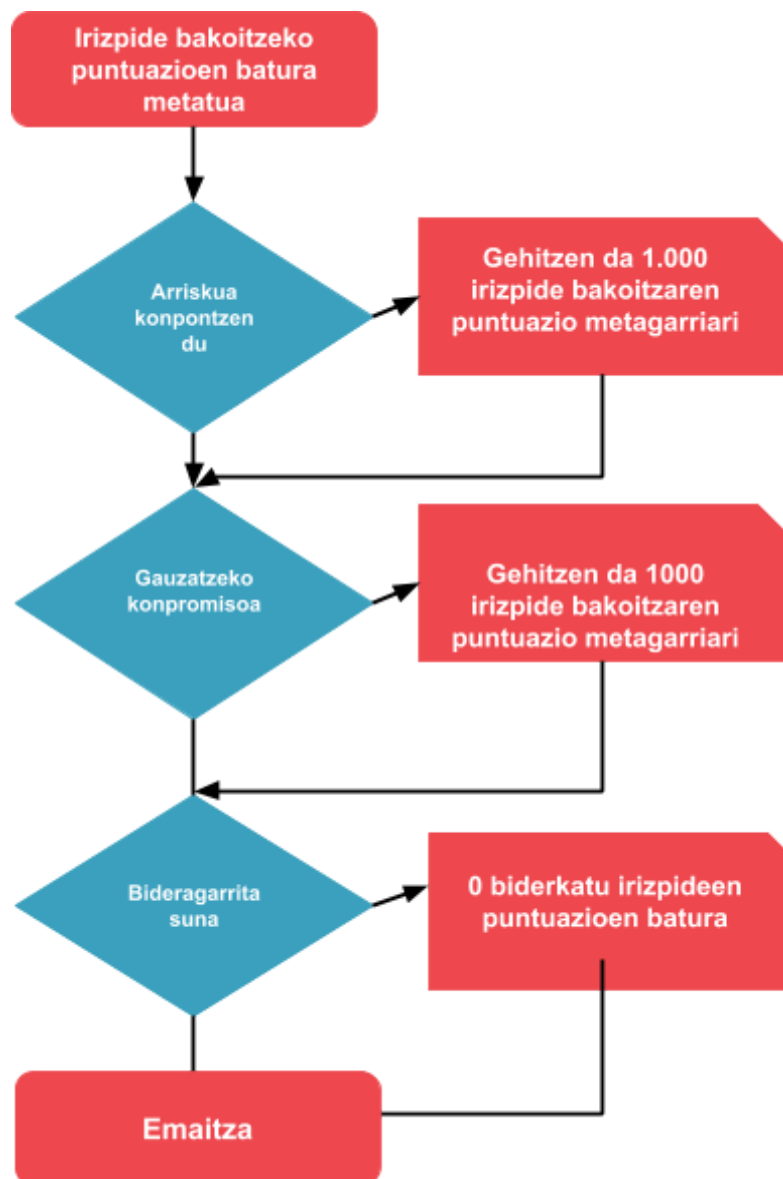 Irizpide bakoitzeko
puntuazioen batura
metatua
Arriskua
konpontzen
du
Gehitzen da 1.000
irizpide bakoitzaren
puntuazio metagarriari
Gauzatzeko
konpromisoa
Gehitzen da 1000
irizpide bakoitzaren
puntuazio metagarriari
Bideragarrita
suna
0 biderkatu irizpideen
puntuazioen batura
Emaitza